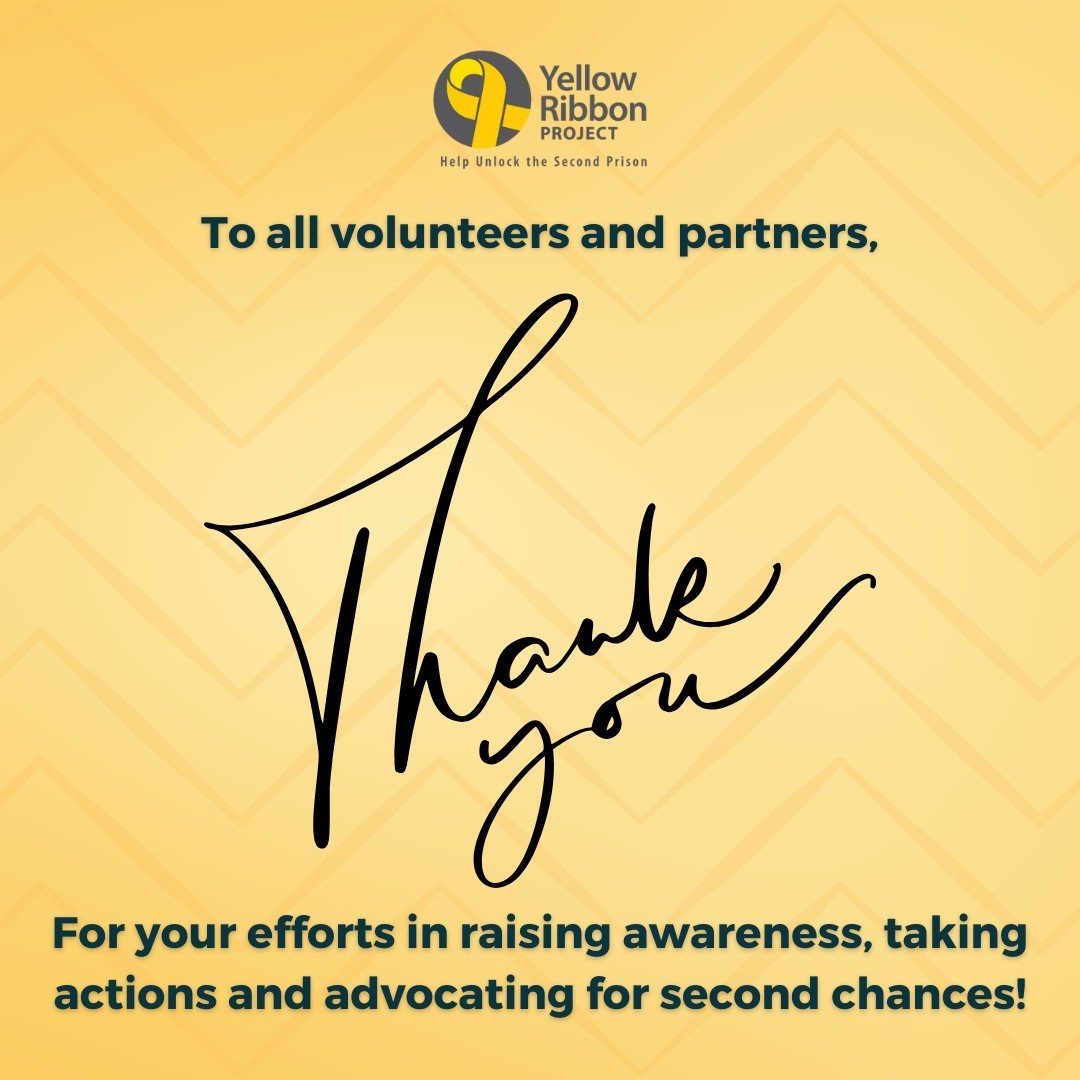 Yellow
Ribbon
PROJECT
Help Unlock the Second Prison
To all volunteers and partners,
Thank
you
For your efforts in raising awareness, taking
actions and advocating for second chances!